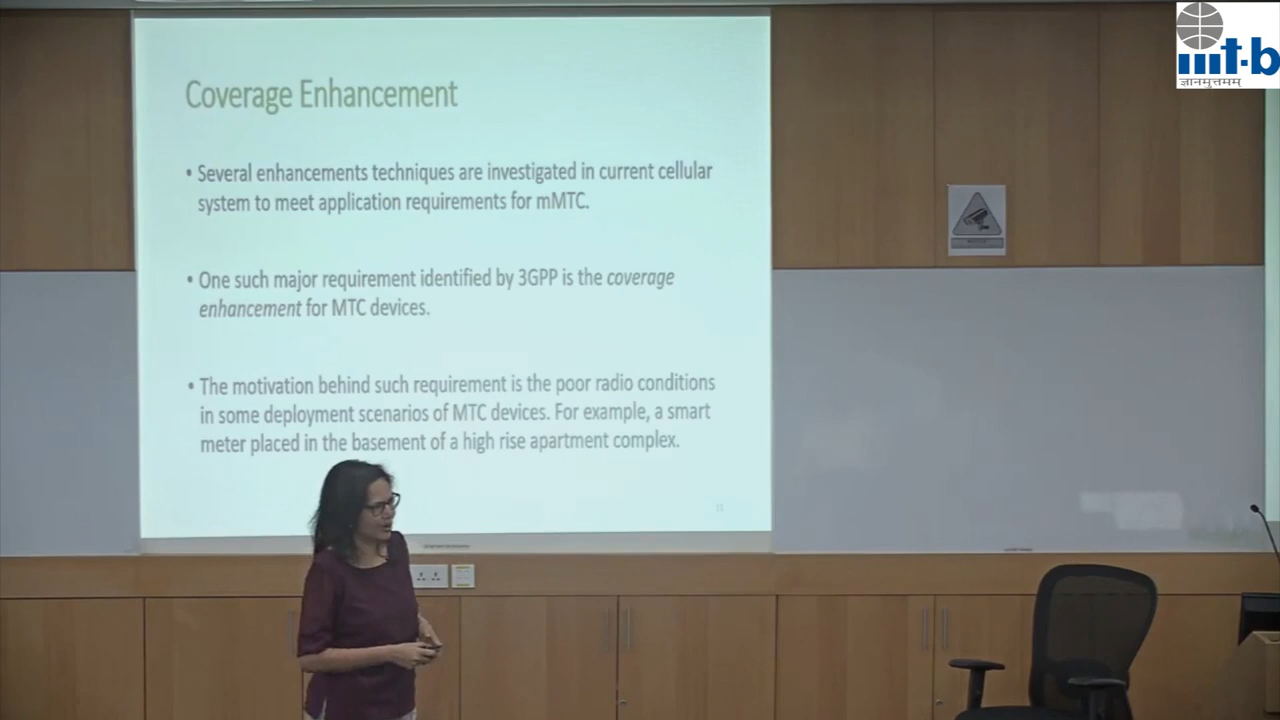 Coverage Enhancement
• Several enhancements techniques are investigated in current cellular
system to meet application requirements for mMTC.
• One such major requirement identified by 3GPP is the coverage
enhancement for MTC devices.
• The motivation behind such requirement is the poor radio conditions
in some deployment scenarios of MTC devices. For example, a smart
meter placed in the basement of a high rise apartment complex.
iiit-b
ज्ञानमुत्तमम्